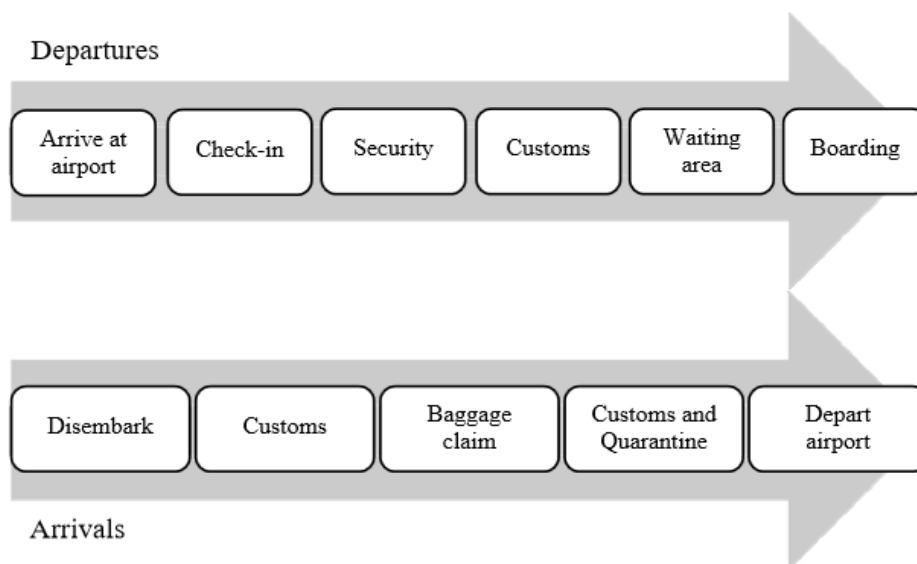 Departures
Arrive at
airport
Check-in
Security
Customs
Waiting
area
Boarding
Disembark
Customs
Baggage
claim
Customs and
Quarantine
Depart
airport
Arrivals